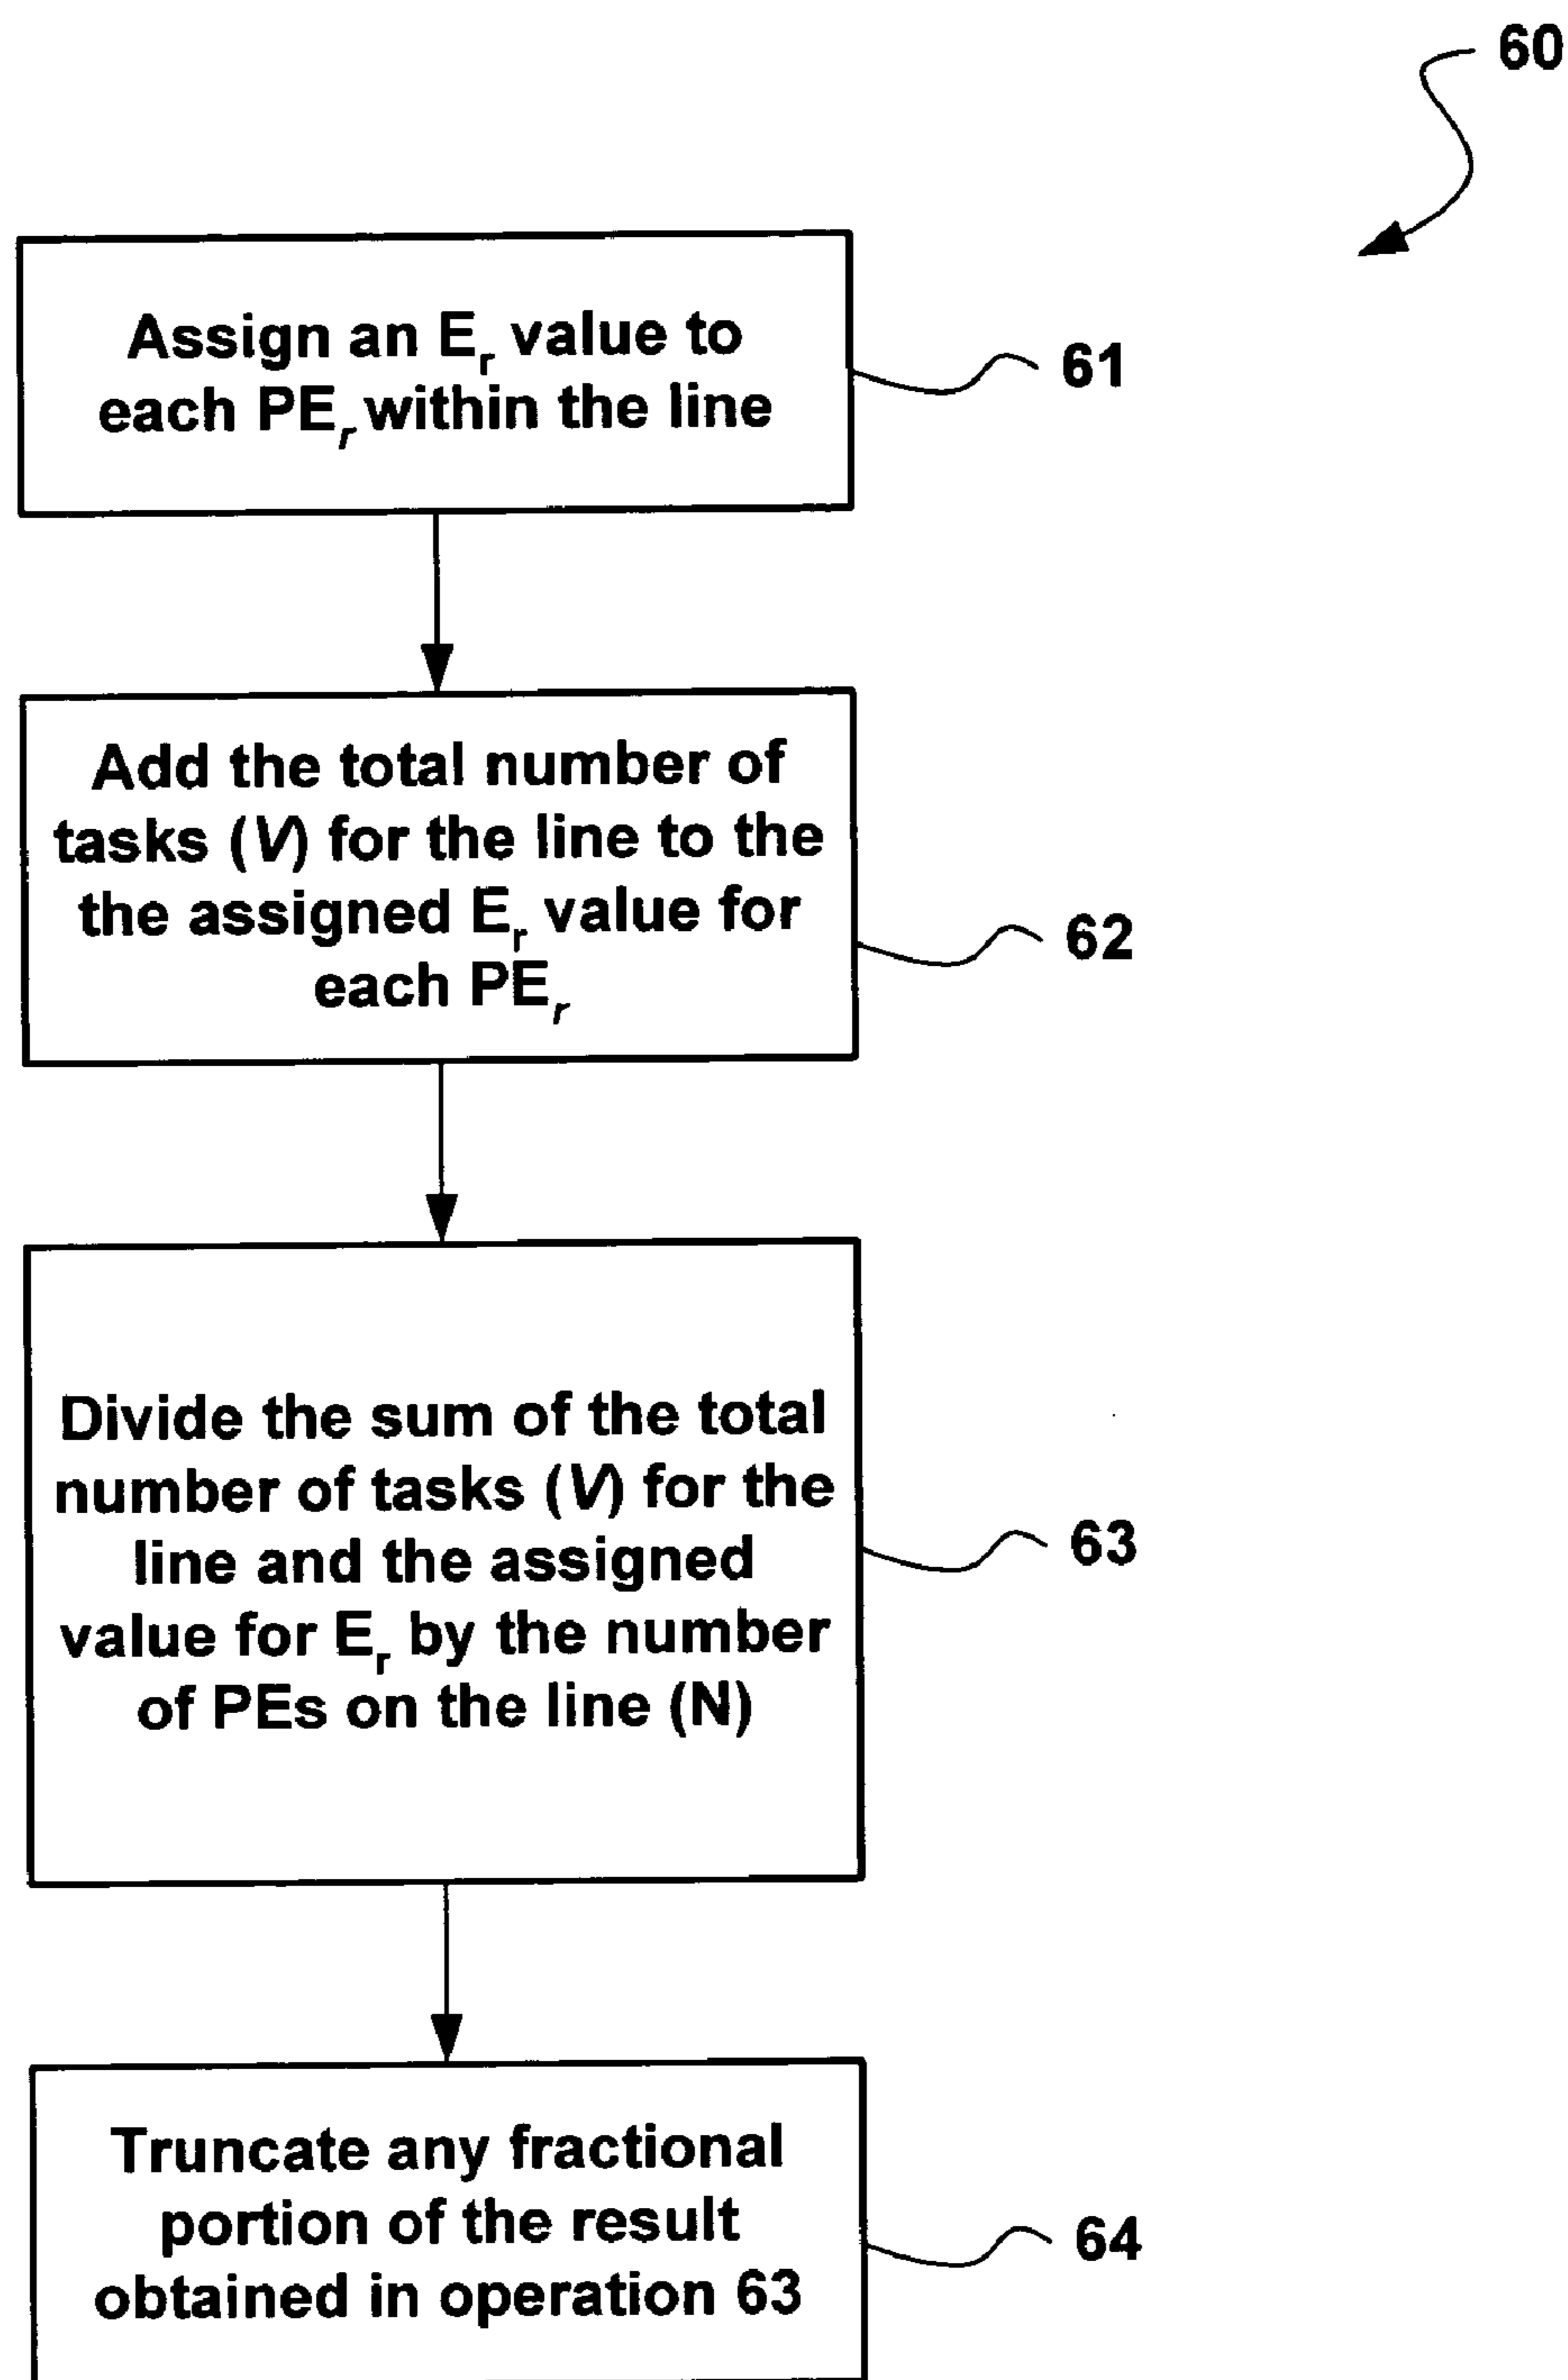 60
Assign an Er value to
each PEr within the line
61
Add the total number of
tasks (V) for the line to the
the assigned Er value for
each PEr
62
Divide the sum of the total
number of tasks (V) for the
line and the assigned
value for Er by the number
of PEs on the line (N)
63
Truncate any fractional
portion of the result
obtained in operation 63
64